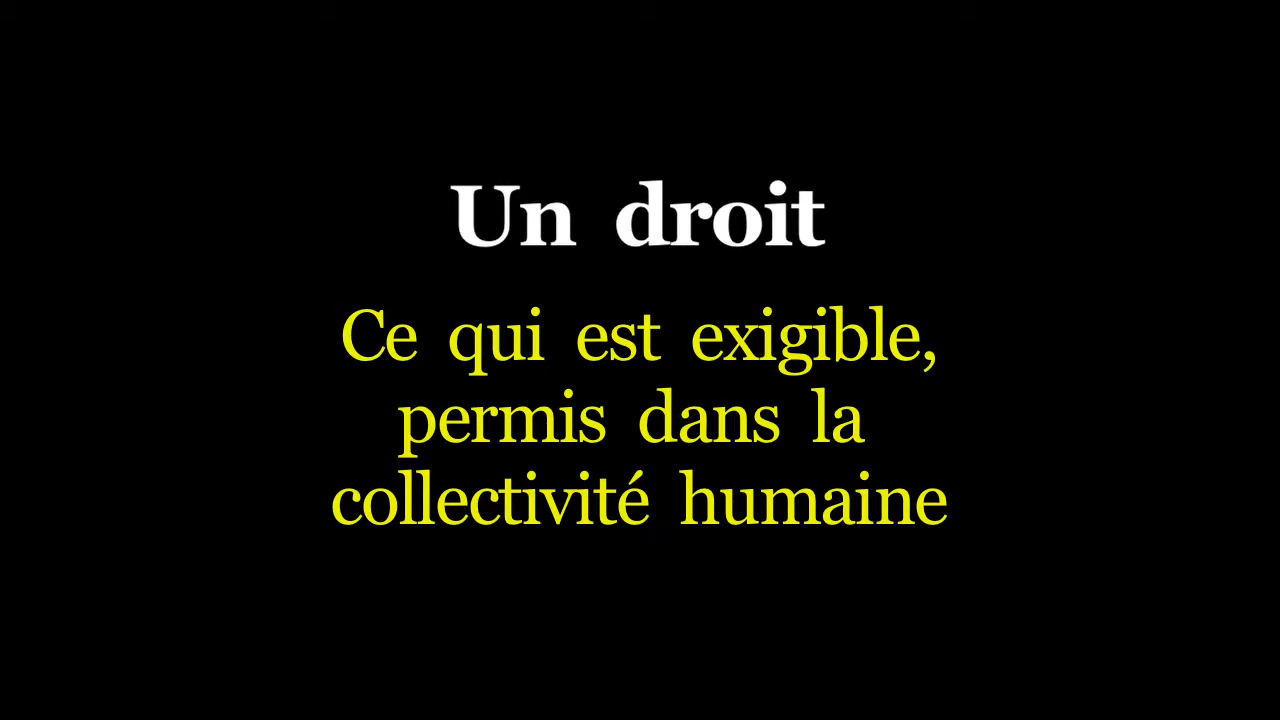 Un droit
Ce qui est exigible,
permis dans la
collectivité humaine